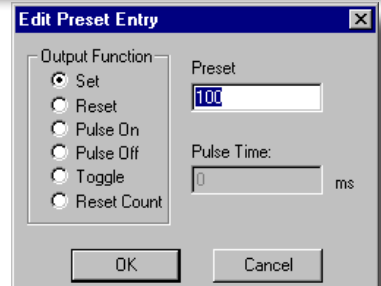 Edit Preset Entry
Output Function
Set
Reset
Pulse On
Pulse Off
Toggle
Reset Count
Preset
100
Pulse Time:
0
ms
OK
Cancel